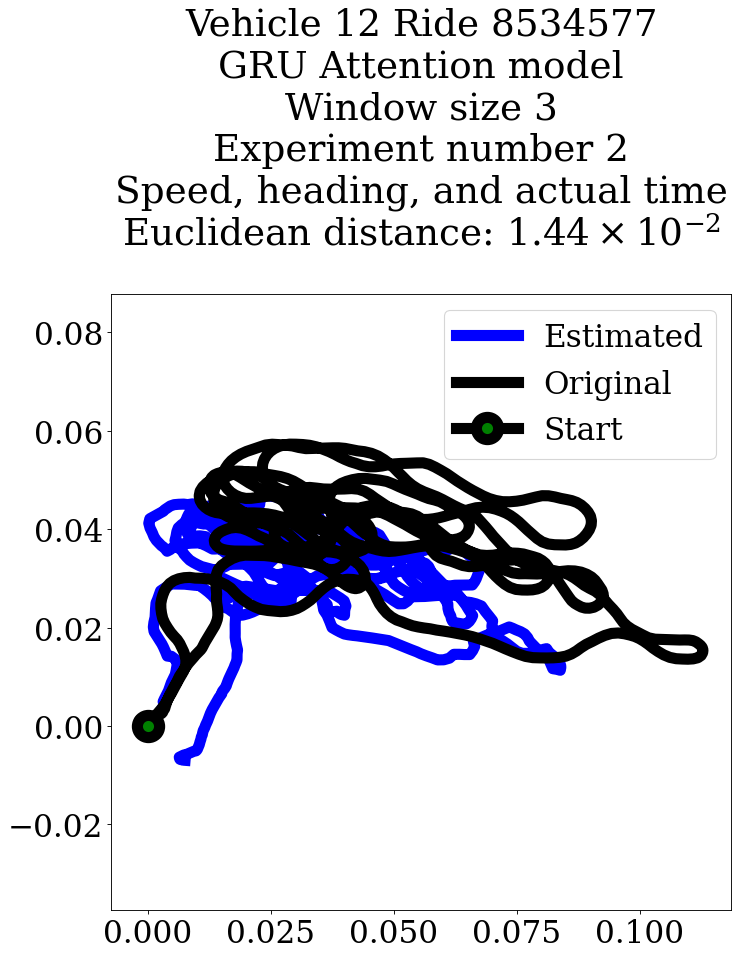 Vehicle 12 Ride 8534577
GRU Attention model
Window size 3
Experiment number 2
Speed, heading, and actual time
Euclidean distance: 1.44 × 10⁻²
Estimated
Original
Start
0.08
0.06
0.04
0.02
0.00
−0.02
0.000 0.025 0.050 0.075 0.100